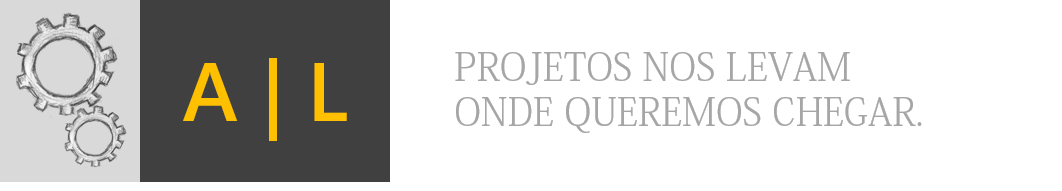 A | L
PROJETOS NOS LEVAM
ONDE QUEREMOS CHEGAR.